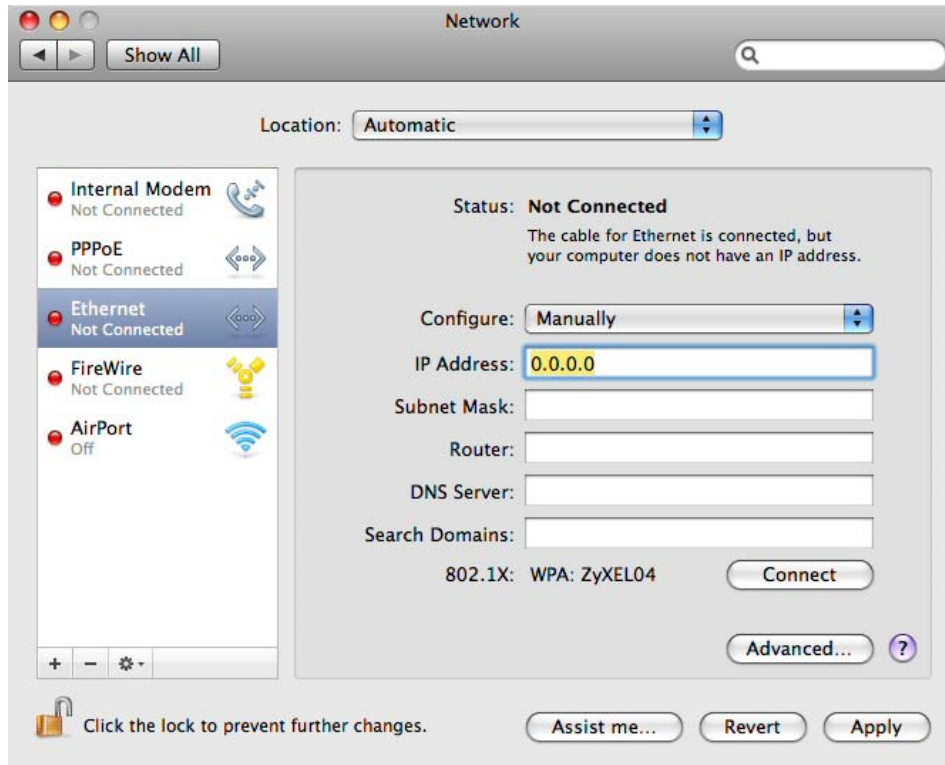 Network
Show All
Location: Automatic
Internal Modem
Not Connected
PPPoE
Not Connected
Ethernet
Not Connected
FireWire
Not Connected
AirPort
Off
Status: Not Connected
The cable for Ethernet is connected, but
your computer does not have an IP address.
Configure: Manually
IP Address: 0.0.0.0
Subnet Mask:
Router:
DNS Server:
Search Domains:
802.1X: WPA: ZyXEL04 Connect
Advanced... ?
Click the lock to prevent further changes. Assist me... Revert Apply